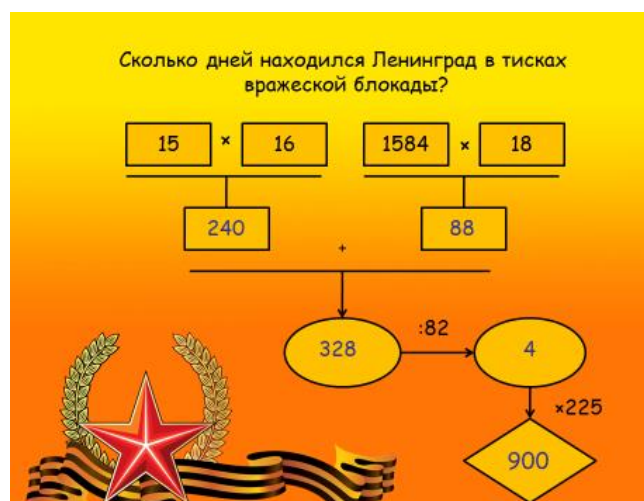 Сколько дней находился Ленинград в тисках
вражеской блокады?
15 × 16 1584 × 18
240 88
+
328 :82 4
×225
900